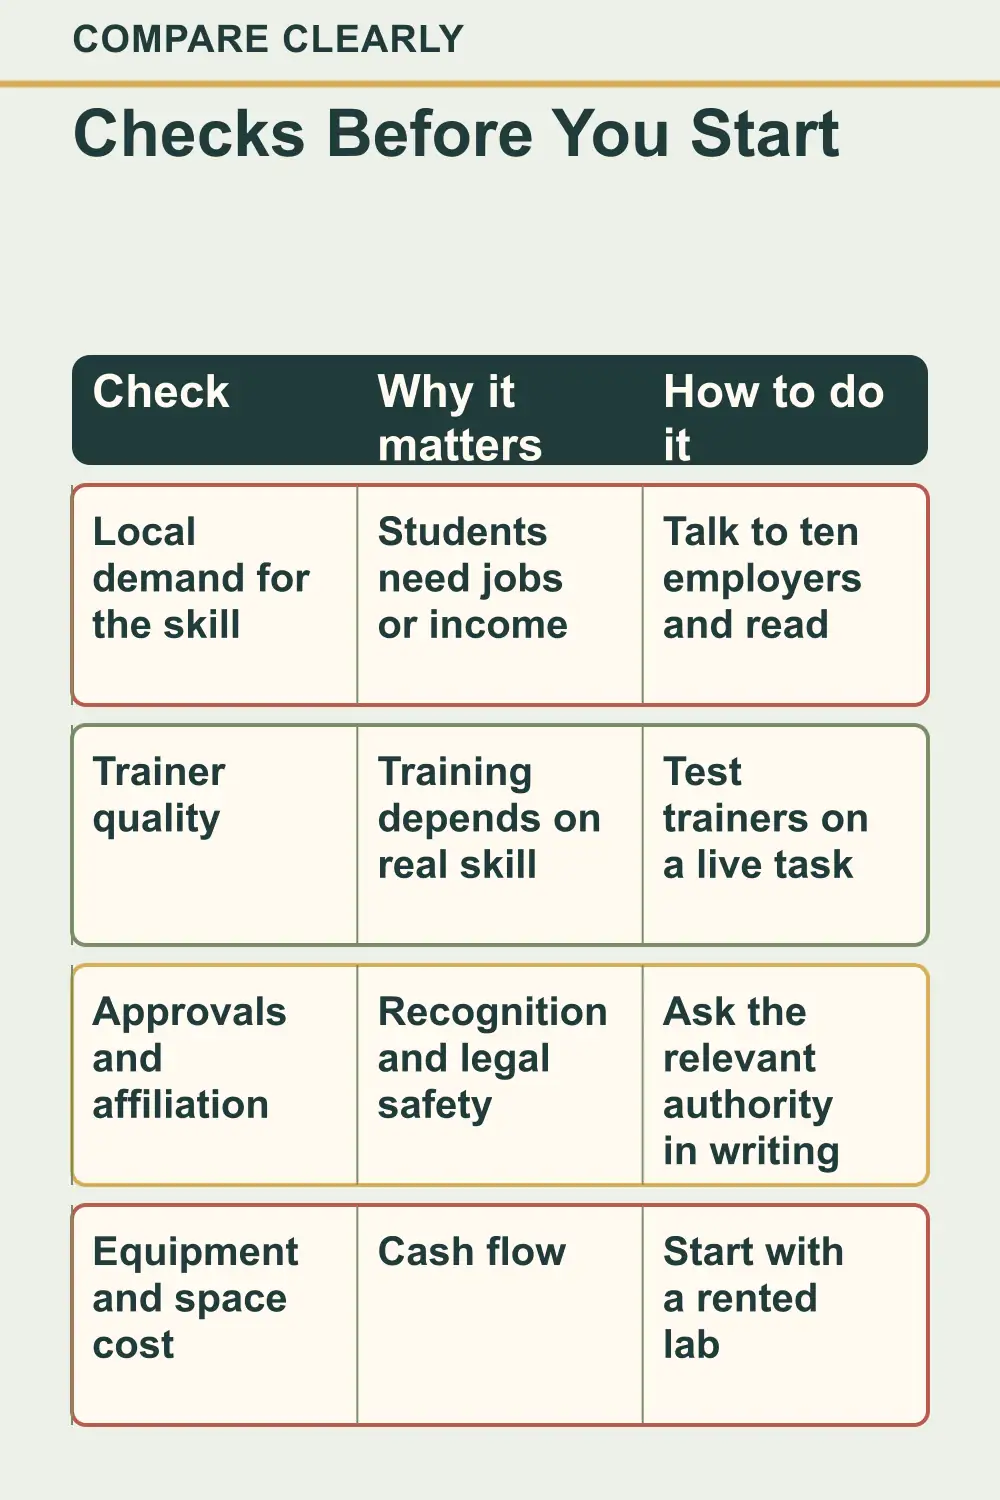 COMPARE CLEARLY
Checks Before You Start
Check
Why it
matters
How to do
it
Local
demand for
the skill
Students
need jobs
or income
Talk to ten
employers
and read
Trainer
quality
Training
depends on
real skill
Test
trainers on
a live task
Approvals
and
affiliation
Recognition
and legal
safety
Ask the
relevant
authority
in writing
Equipment
and space
cost
Cash flow
Start with
a rented
lab